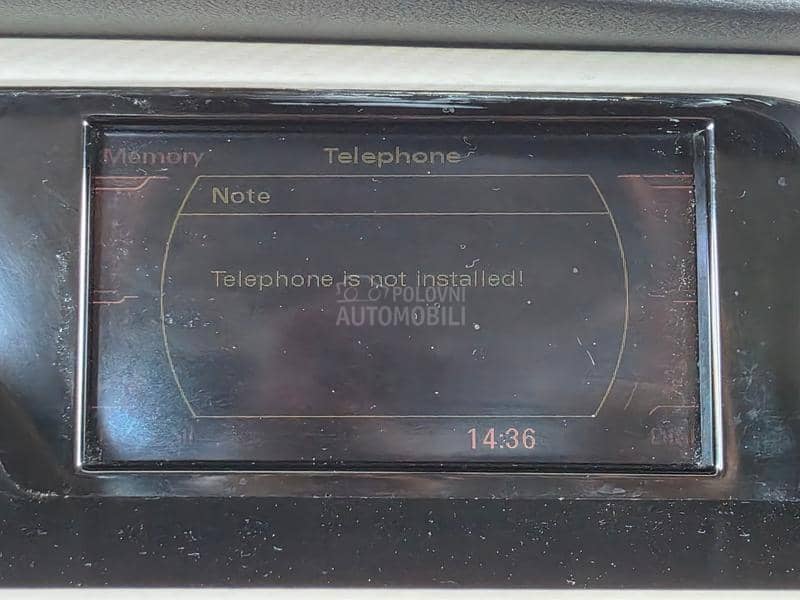 Memory
Telephone
Note
Telephone is not installed!
POLOVNI
AUTOMOBILI
14:36